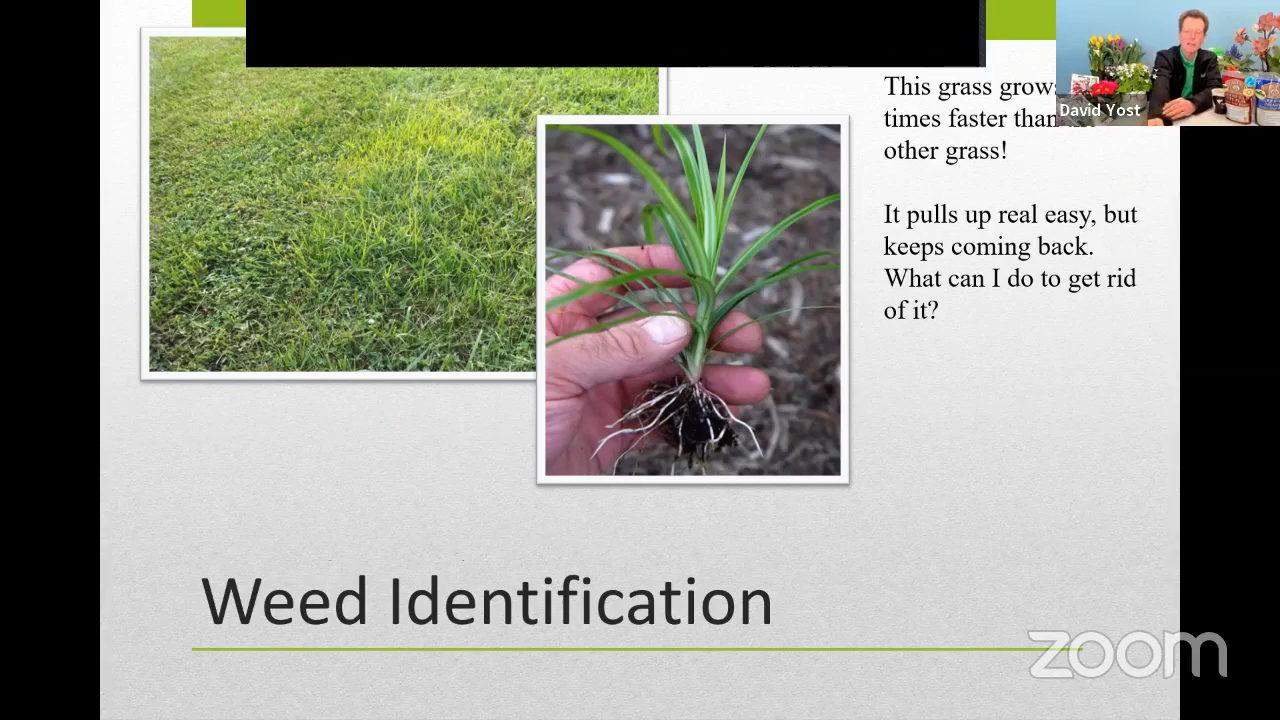 This grass grows
times faster than
other grass!
It pulls up real easy, but
keeps coming back.
What can I do to get rid
of it?
David Yost
Weed Identification
zoom